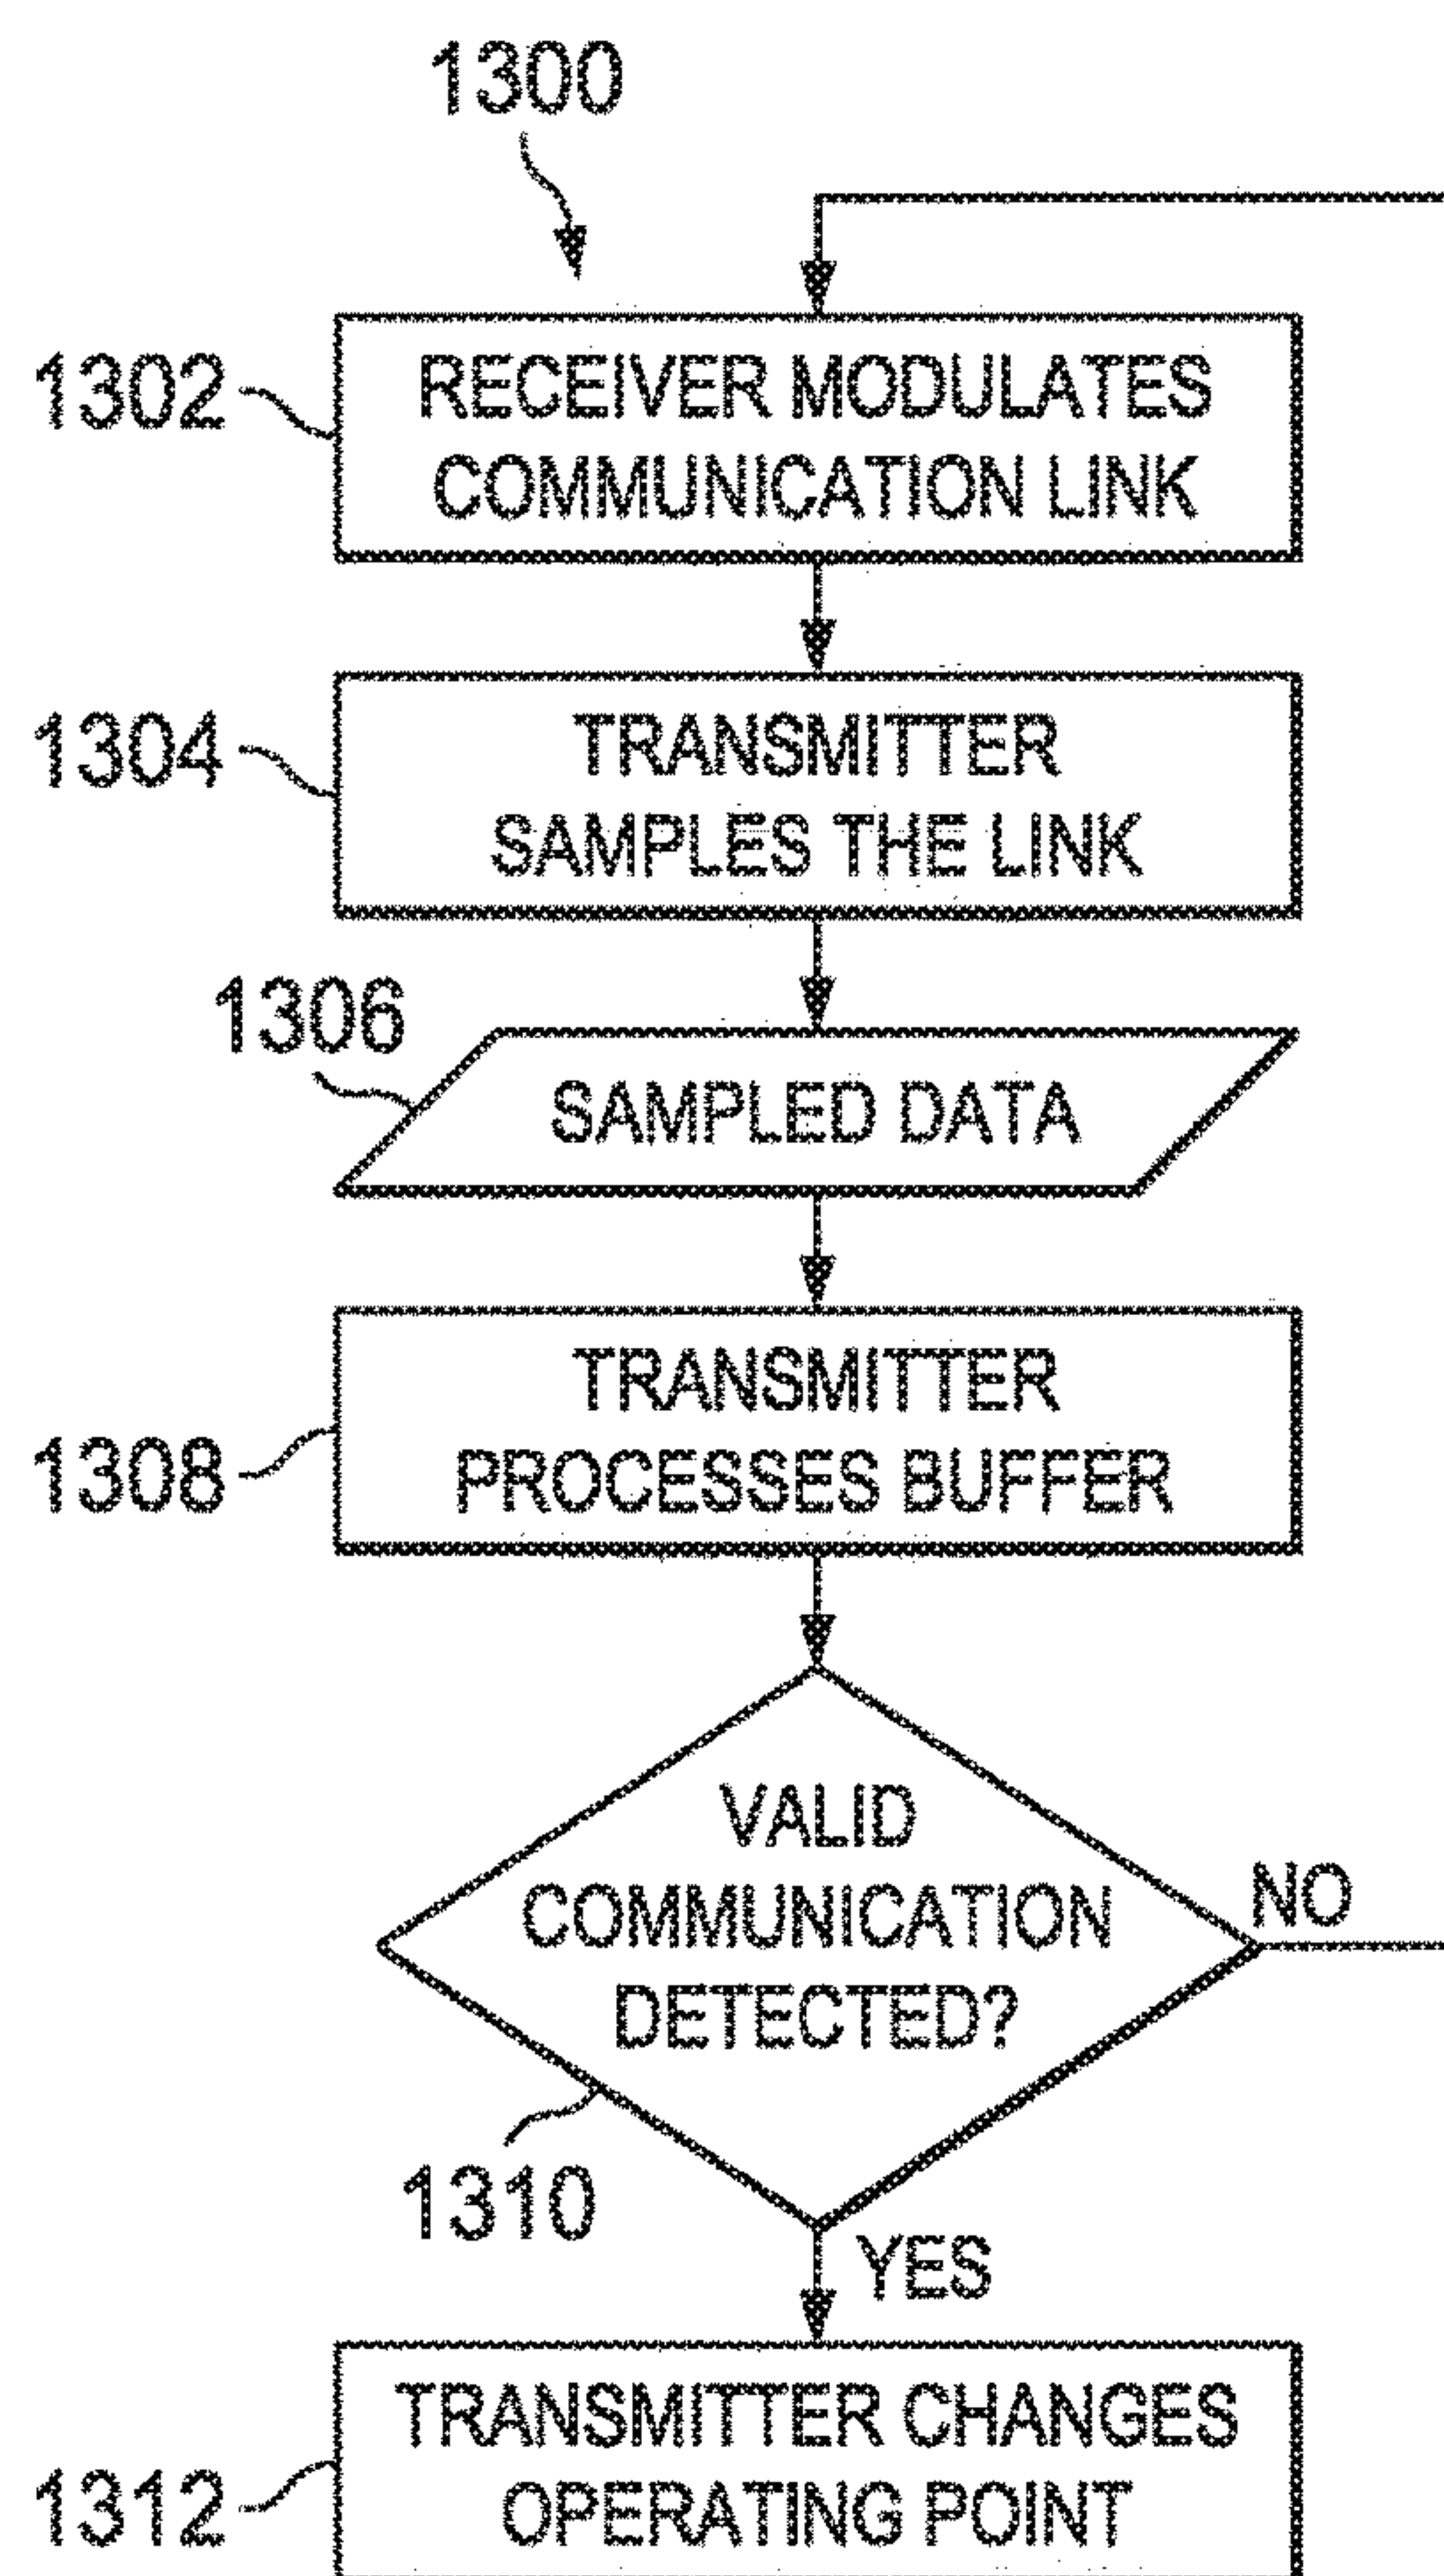 1300
1302
RECEIVER MODULATES
COMMUNICATION LINK
1304
TRANSMITTER
SAMPLES THE LINK
1306
SAMPLED DATA
1308
TRANSMITTER
PROCESSES BUFFER
VALID
COMMUNICATION
DETECTED?
NO
1310
YES
1312
TRANSMITTER CHANGES
OPERATING POINT